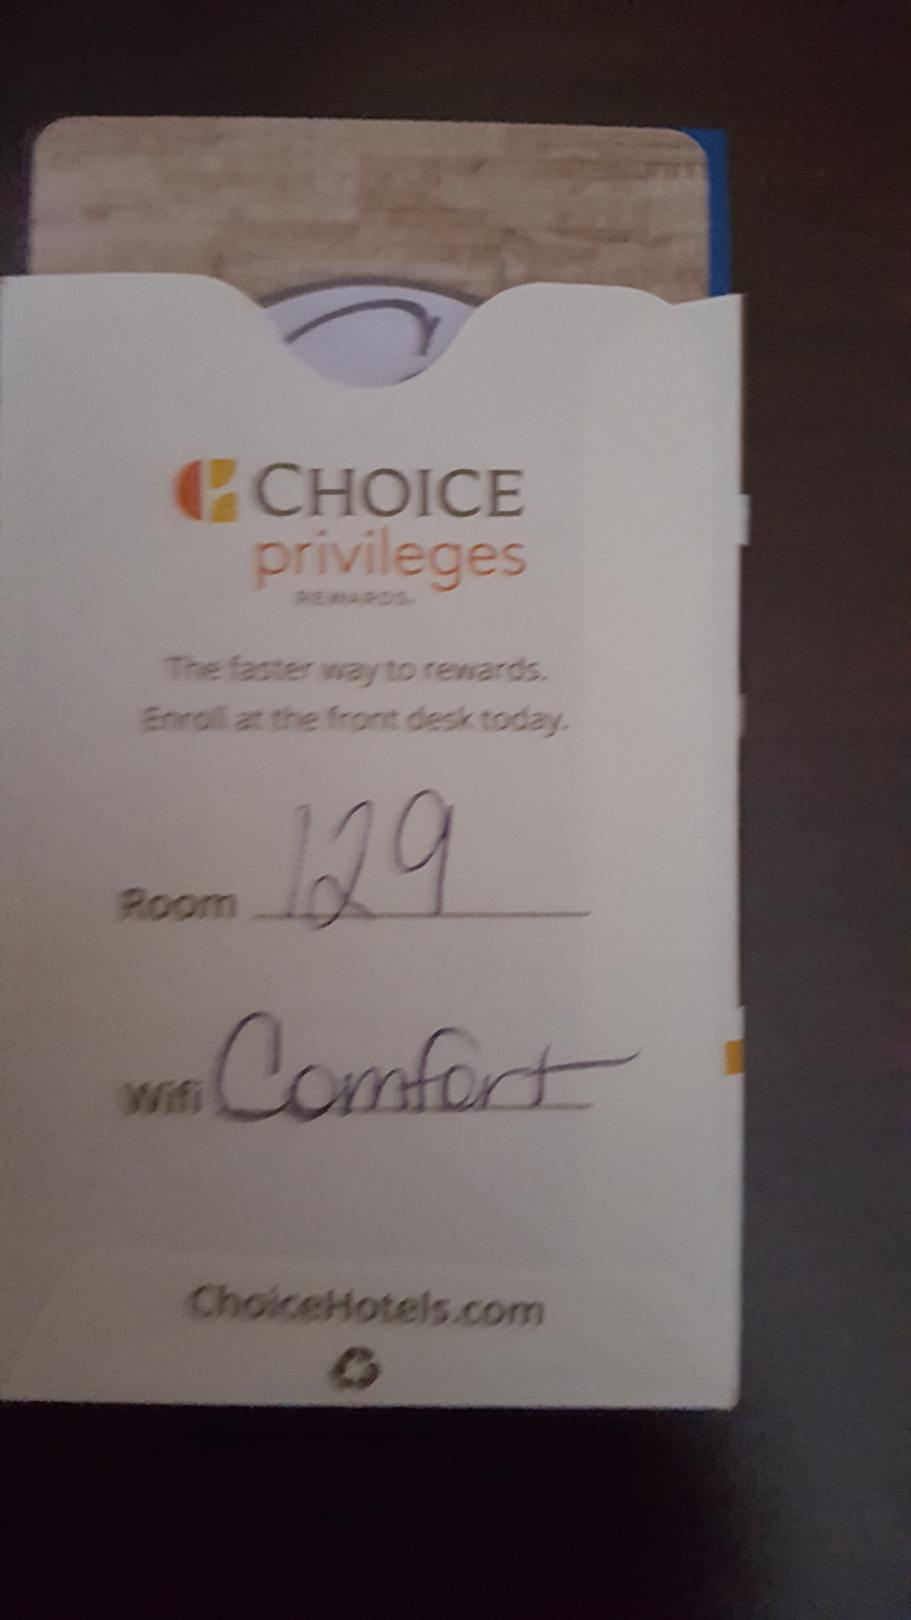 CHOICE
privileges
REWARDS
The faster way to rewards.
Enroll at the front desk today.
Room 129
Wifi Comfort
ChoiceHotels.com